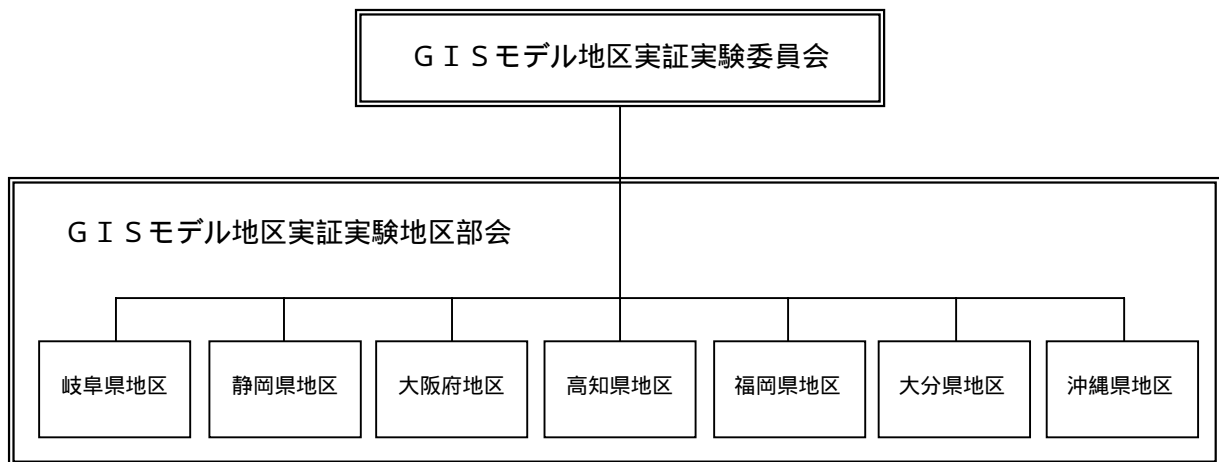 ＧＩＳモデル地区実証実験委員会
ＧＩＳモデル地区実証実験地区部会
岐阜県地区
静岡県地区
大阪府地区
高知県地区
福岡県地区
大分県地区
沖縄県地区